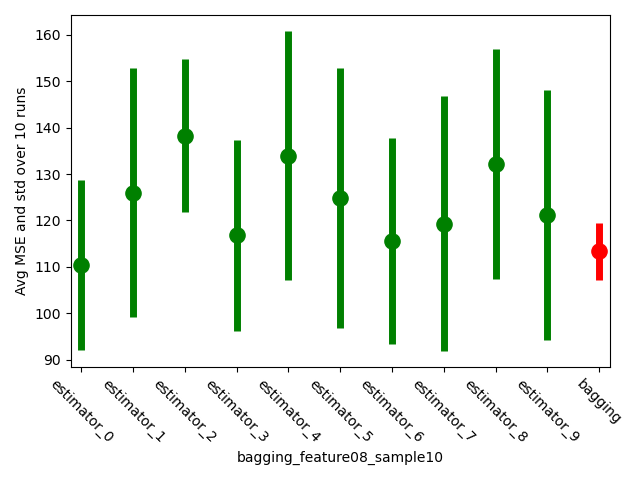 Avg MSE and std over 10 runs
160
150
140
130
120
110
100
90
estimator_0
estimator_1
estimator_2
estimator_3
estimator_4
estimator_5
estimator_6
estimator_7
estimator_8
estimator_9
bagging
bagging_feature08_sample10